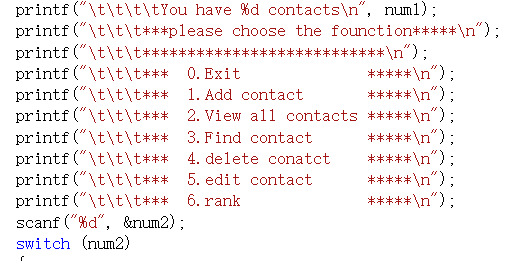 printf("\t\t\t\tYou have %d contacts\n", num1);
printf("\t\t\t***please choose the founction*****\n");
printf("\t\t\t****************************\n");
printf("\t\t\t***  0.Exit             *****\n");
printf("\t\t\t***  1.Add contact      *****\n");
printf("\t\t\t***  2.View all contacts *****\n");
printf("\t\t\t***  3.Find contact     *****\n");
printf("\t\t\t***  4.delete conatct   *****\n");
printf("\t\t\t***  5.edit contact     *****\n");
printf("\t\t\t***  6.rank             *****\n");
scanf("%d", &num2);
switch (num2)